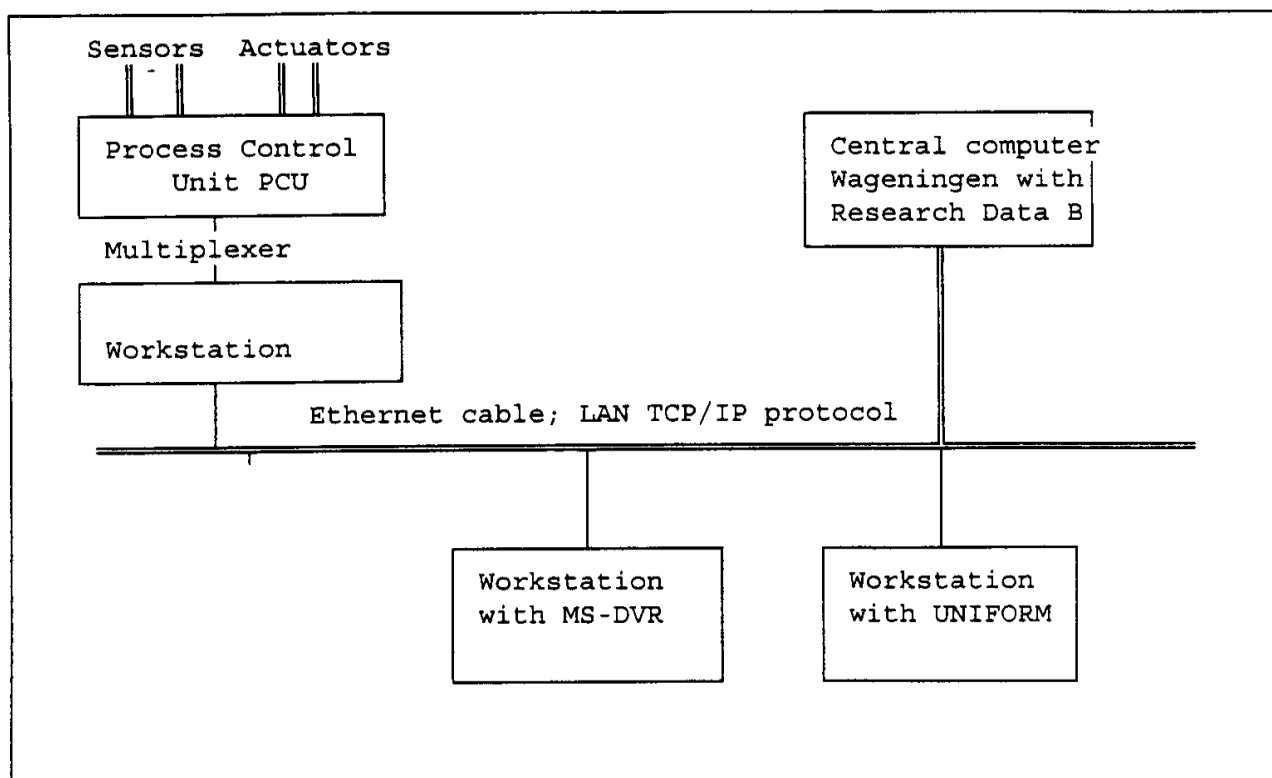 Sensors Actuators
Process Control
Unit PCU
Multiplexer
Workstation
Central computer
Wageningen with
Research Data B
Ethernet cable; LAN TCP/IP protocol
Workstation
with MS-DVR
Workstation
with UNIFORM